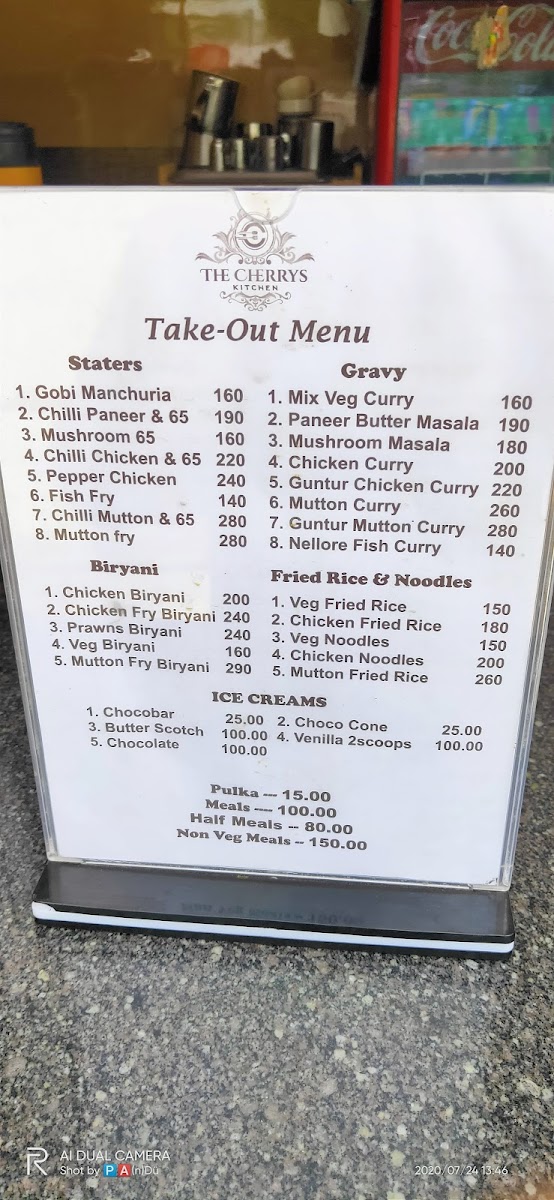 Coca-Cola
THE CHERRYS
KITCHEN
Take-Out Menu
Staters
1. Gobi Manchuria 160
2. Chilli Paneer & 65 190
3. Mushroom 65 160
4. Chilli Chicken & 65 220
5. Pepper Chicken 240
6. Fish Fry 140
7. Chilli Mutton & 65 280
8. Mutton fry 280
Gravy
1. Mix Veg Curry 160
2. Paneer Butter Masala 190
3. Mushroom Masala 180
4. Chicken Curry 200
5. Guntur Chicken Curry 220
6. Mutton Curry 260
7. Guntur Mutton Curry 280
8. Nellore Fish Curry 140
Biryani
1. Chicken Biryani 200
2. Chicken Fry Biryani 240
3. Prawns Biryani 240
4. Veg Biryani 160
5. Mutton Fry Biryani 290
Fried Rice & Noodles
1. Veg Fried Rice 150
2. Chicken Fried Rice 180
3. Veg Noodles 150
4. Chicken Noodles 200
5. Mutton Fried Rice 260
ICE CREAMS
1. Chocobar 25.00 2. Choco Cone 25.00
3. Butter Scotch 100.00 4. Venilla 2scoops 100.00
5. Chocolate 100.00
Pulka --- 15.00
Meals ---- 100.00
Half Meals -- 80.00
Non Veg Meals -- 150.00
R AI DUAL CAMERA
Shot by P A (n)Dû
2020/07/24 13:46